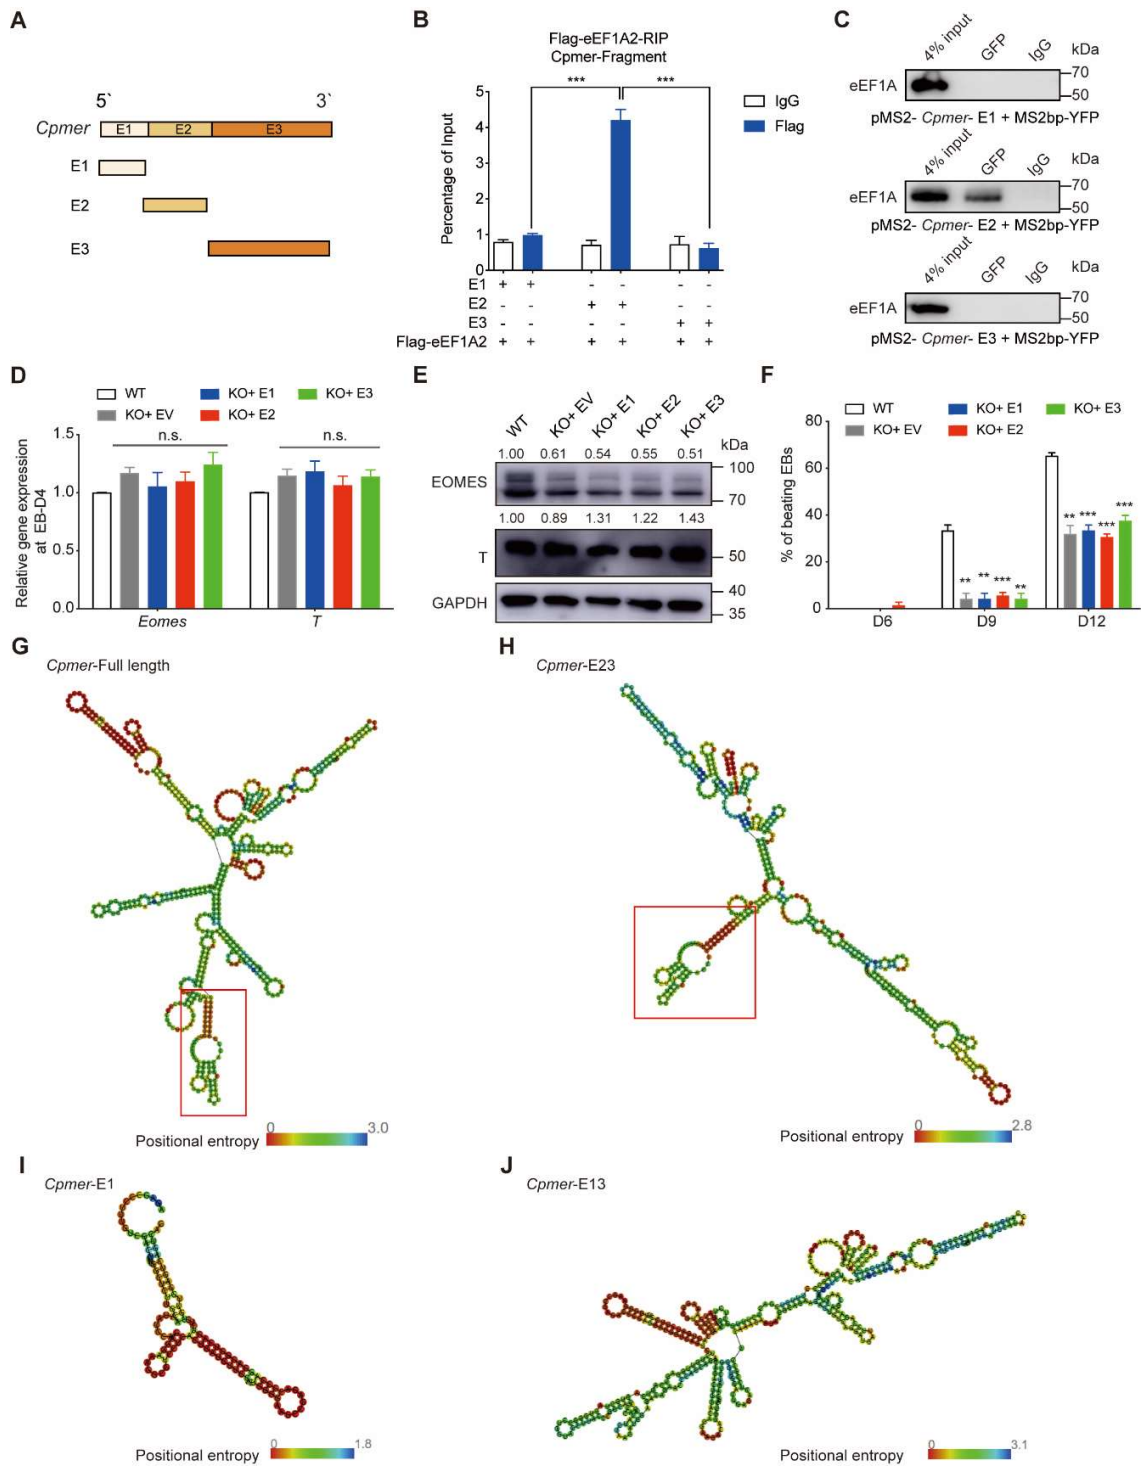 A
5` 3`
Cpmer E1 E2 E3
E1
E2
E3
B
Flag-eEF1A2-RIP
Cpmer-Fragment
*** ***
Percentage of Input
5
4
3
2
1
0
IgG
Flag
E1 + + - - - -
E2 - - + + - -
E3 - - - - + +
Flag-eEF1A2 + + + + + +
C
4% input GFP IgG kDa
eEF1A 70
50
pMS2- Cpmer- E1 + MS2bp-YFP
4% input GFP IgG kDa
eEF1A 70
50
pMS2- Cpmer- E2 + MS2bp-YFP
4% input GFP IgG kDa
eEF1A 70
50
pMS2- Cpmer- E3 + MS2bp-YFP
D
WT KO+ E1 KO+ E3
KO+ EV KO+ E2
Relative gene expression
at EB-D4
1.5
1.0
0.5
0.0
n.s. n.s.
Eomes T
E
WT KO+ EV KO+ E1 KO+ E2 KO+ E3
kDa
1.00 0.61 0.54 0.55 0.51
EOMES 100
70
1.00 0.89 1.31 1.22 1.43
T 50
GAPDH 40
35
F
WT KO+ E1 KO+ E3
KO+ EV KO+ E2
% of beating EBs
80
60
40
20
0
** ** *** **
** *** *** ***
D6 D9 D12
G
Cpmer-Full length
Positional entropy 0 3.0
H
Cpmer-E23
Positional entropy 0 2.8
I
Cpmer-E1
Positional entropy 0 1.8
J
Cpmer-E13
Positional entropy 0 3.1